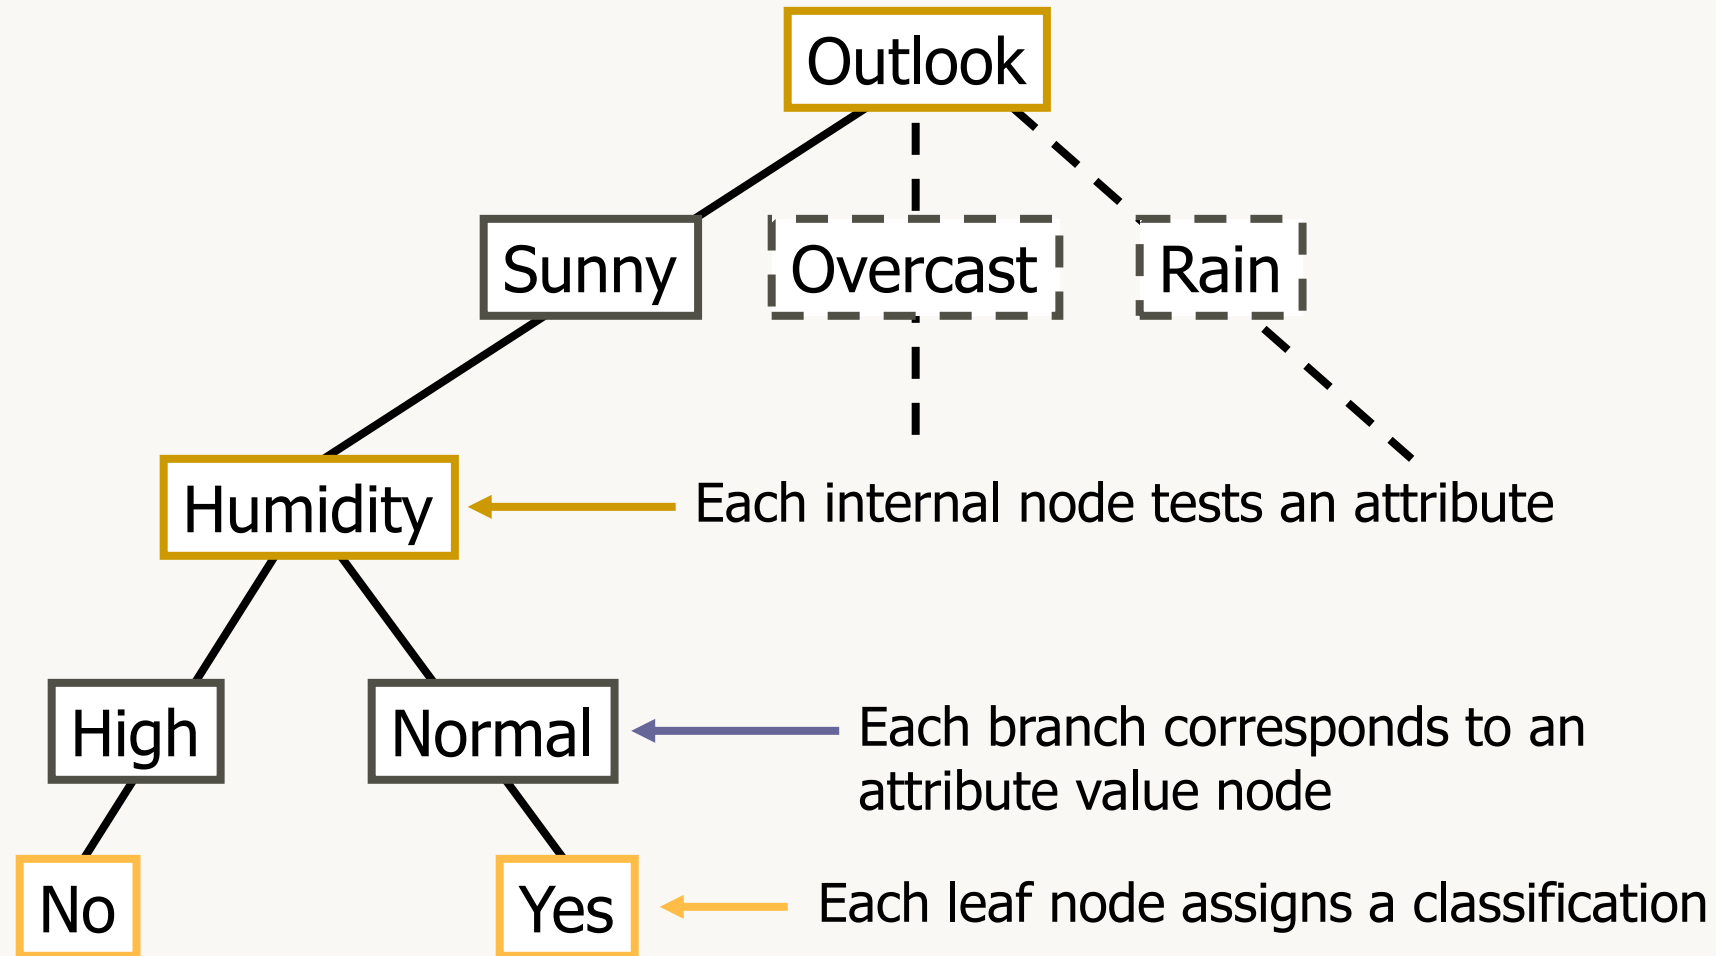 Outlook
Sunny
Overcast
Rain
Humidity
Each internal node tests an attribute
High
Normal
Each branch corresponds to an
attribute value node
No
Yes
Each leaf node assigns a classification